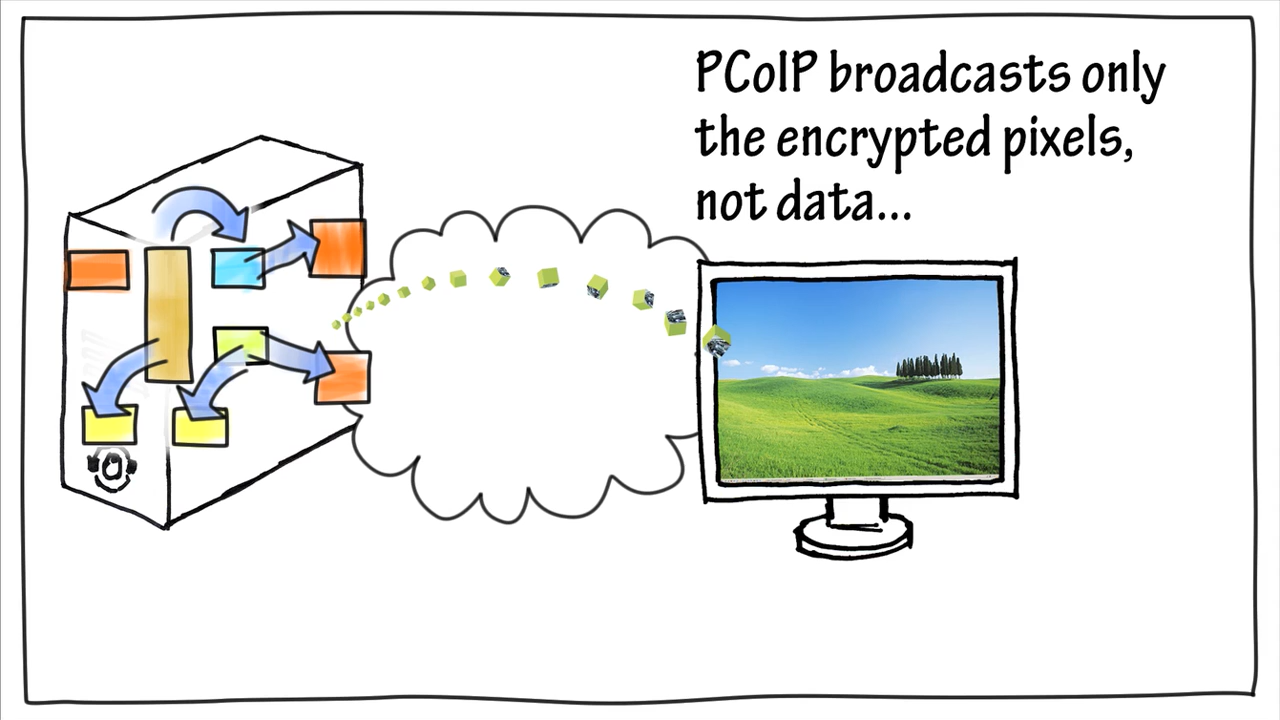 PCoIP broadcasts only
the encrypted pixels,
not data...